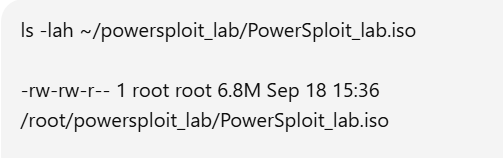 ls -lah ~/powersploit_lab/PowerSploit_lab.iso
-rw-rw-r-- 1 root root 6.8M Sep 18 15:36
/root/powersploit_lab/PowerSploit_lab.iso